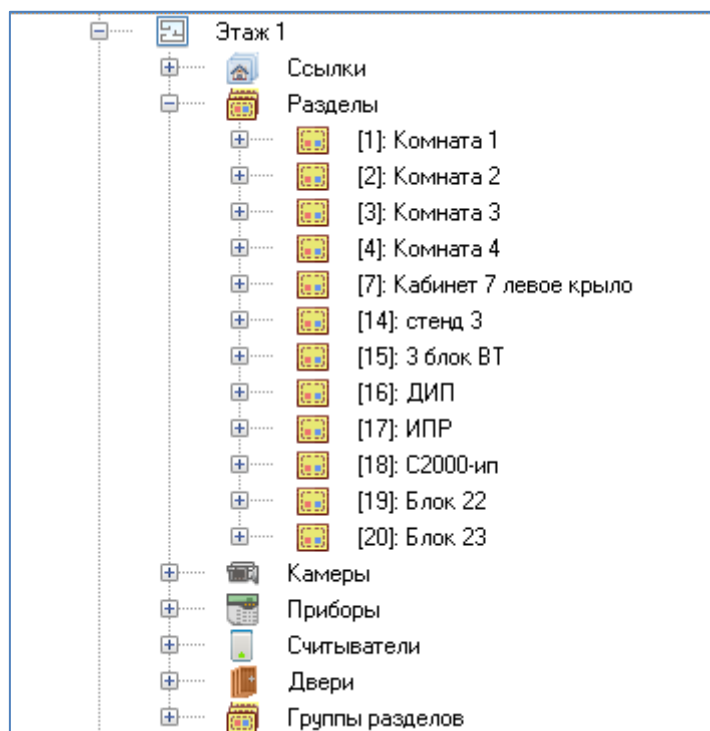 Этаж 1
Ссылки
Разделы
[1]: Комната 1
[2]: Комната 2
[3]: Комната 3
[4]: Комната 4
[7]: Кабинет 7 левое крыло
[14]: стенд 3
[15]: 3 блок ВТ
[16]: ДИП
[17]: ИПР
[18]: С2000-ип
[19]: Блок 22
[20]: Блок 23
Камеры
Приборы
Считыватели
Двери
Группы разделов